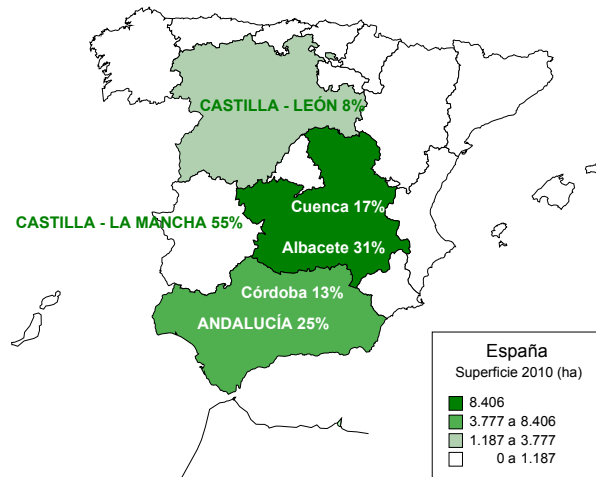 CASTILLA - LEÓN 8%
Cuenca 17%
CASTILLA - LA MANCHA 55%
Albacete 31%
Córdoba 13%
ANDALUCÍA 25%
España
Superficie 2010 (ha)
8.406
3.777 a 8.406
1.187 a 3.777
0 a 1.187